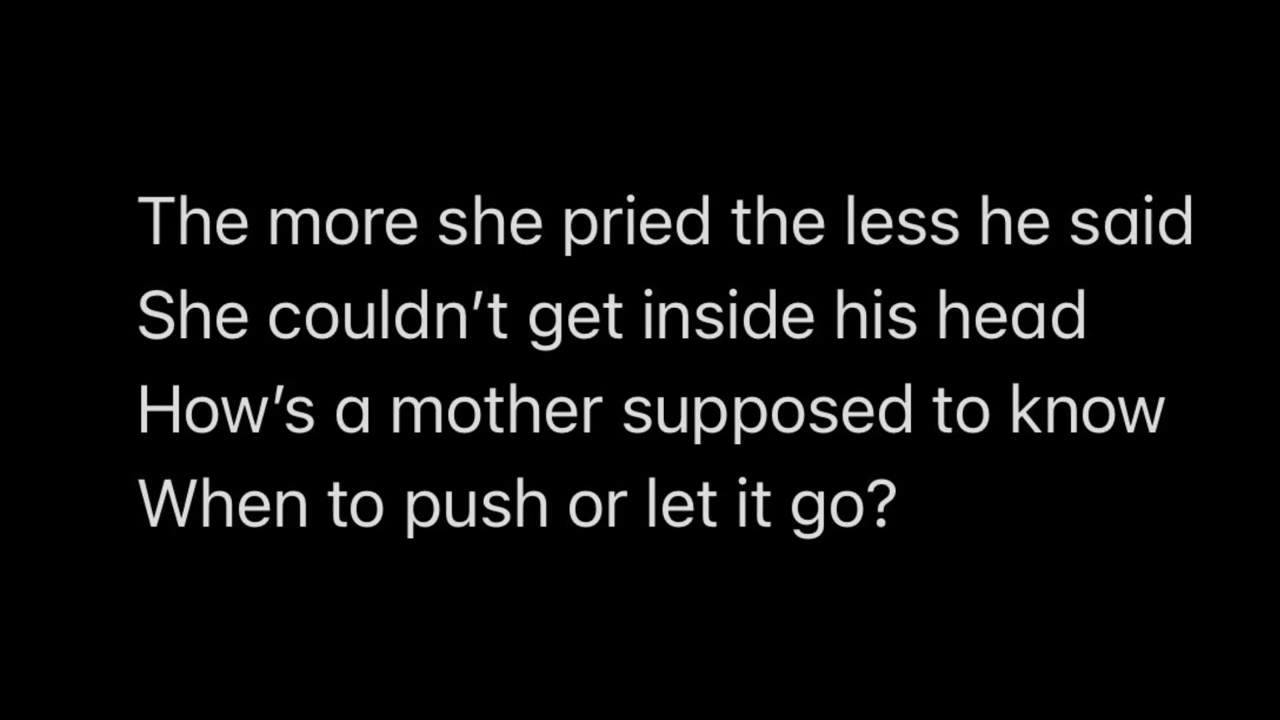 The more she pried the less he said
She couldn’t get inside his head
How’s a mother supposed to know
When to push or let it go?